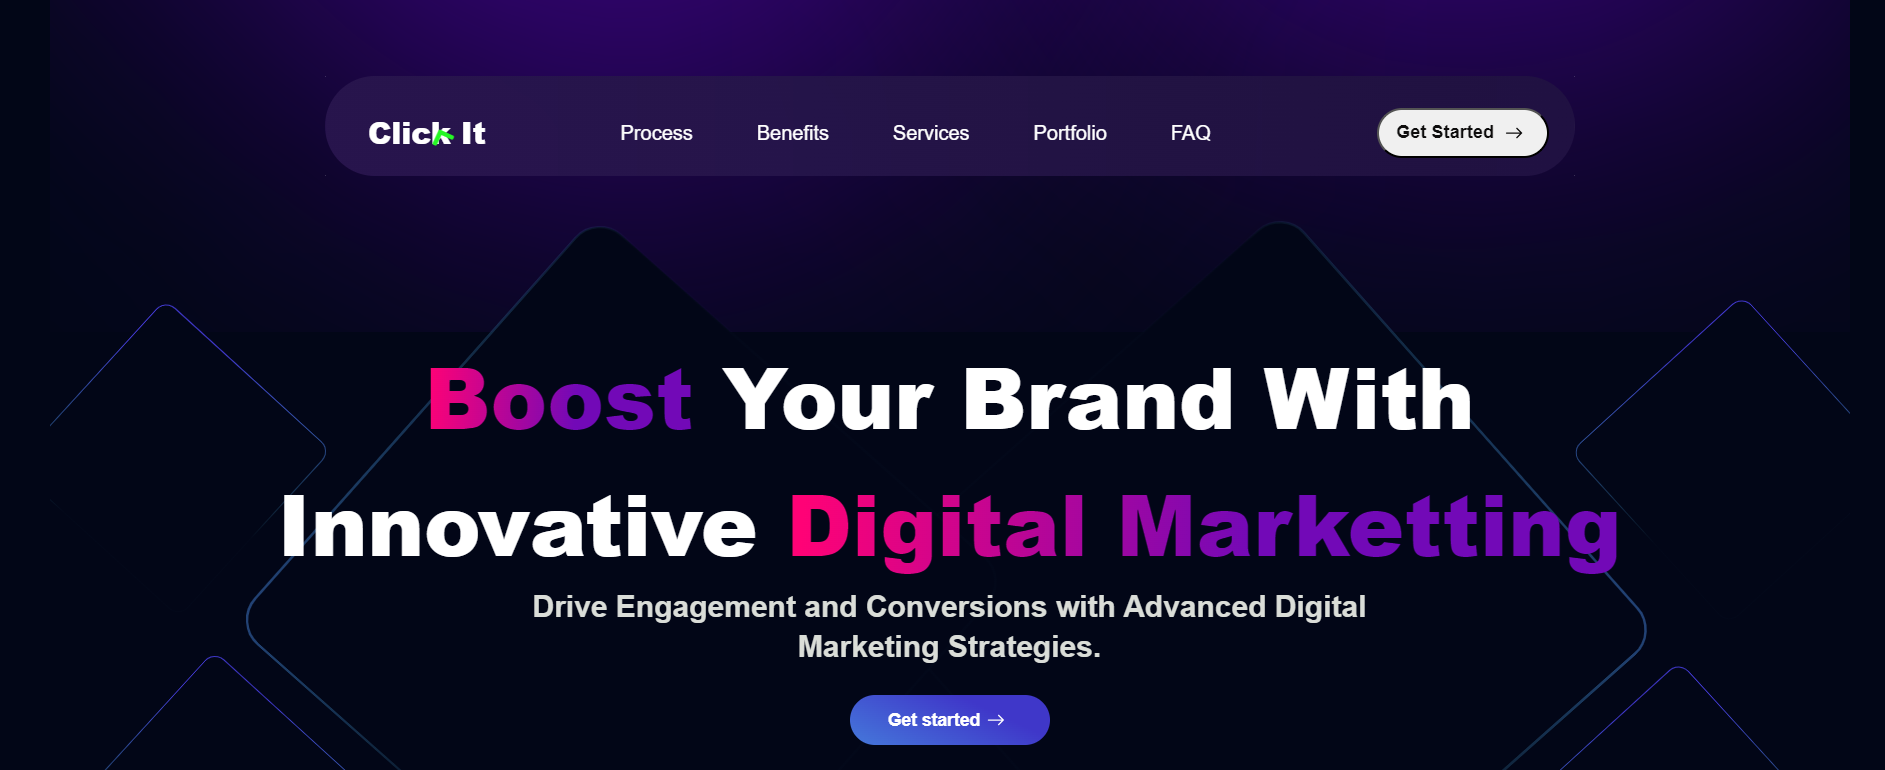 Click It
Process
Benefits
Services
Portfolio
FAQ
Get Started
Boost Your Brand With
Innovative Digital Marketting
Drive Engagement and Conversions with Advanced Digital
Marketing Strategies.
Get started